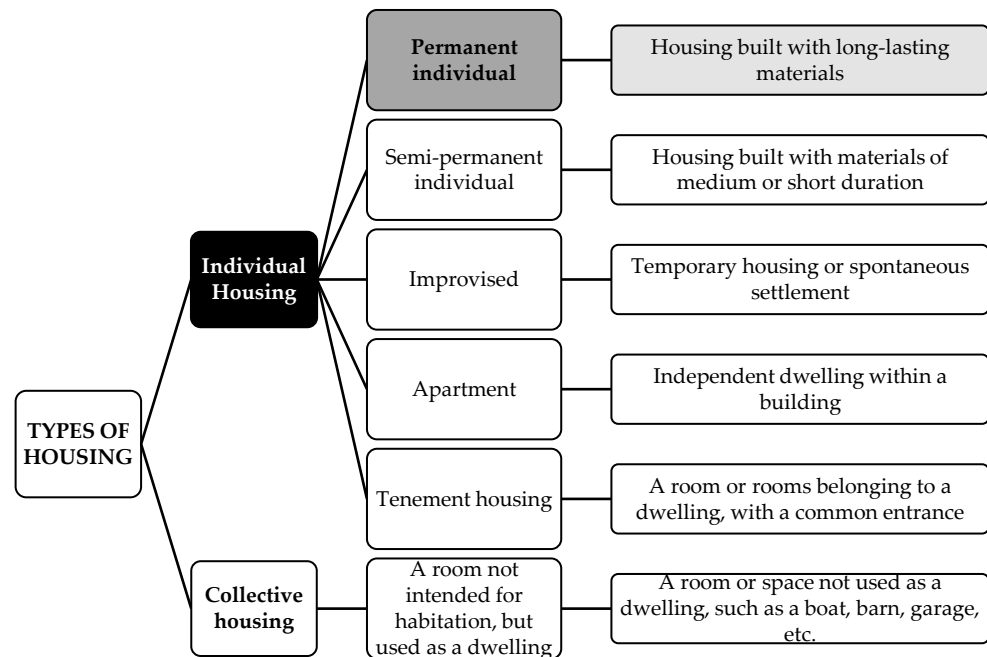 Permanent
individual
Housing built with long-lasting
materials
Semi-permanent
individual
Housing built with materials of
medium or short duration
Individual
Housing
Improvised
Temporary housing or spontaneous
settlement
Apartment
Independent dwelling within a
building
TYPES OF
HOUSING
Tenement housing
A room or rooms belonging to a
dwelling, with a common entrance
Collective
housing
A room not
intended for
habitation, but
used as a dwelling
A room or space not used as a
dwelling, such as a boat, barn, garage,
etc.